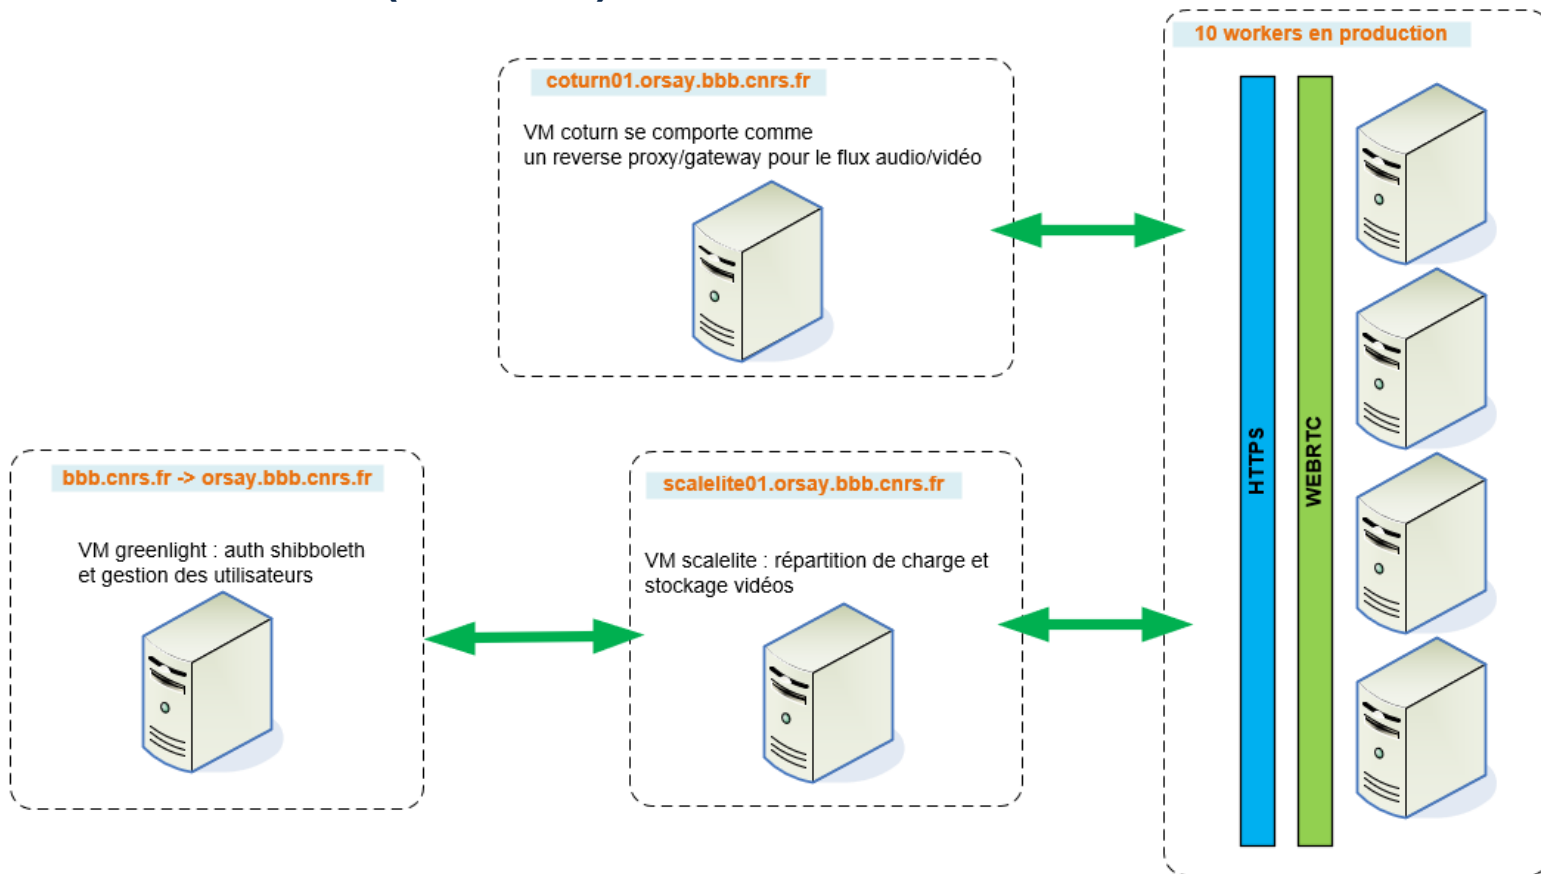 10 workers en production
coturn01.orsay.bbb.cnrs.fr
VM coturn se comporte comme
un reverse proxy/gateway pour le flux audio/vidéo
HTTPS
WEBRTC
bbb.cnrs.fr -> orsay.bbb.cnrs.fr
VM greenlight : auth shibboleth
et gestion des utilisateurs
scalelite01.orsay.bbb.cnrs.fr
VM scalelite : répartition de charge et
stockage vidéos